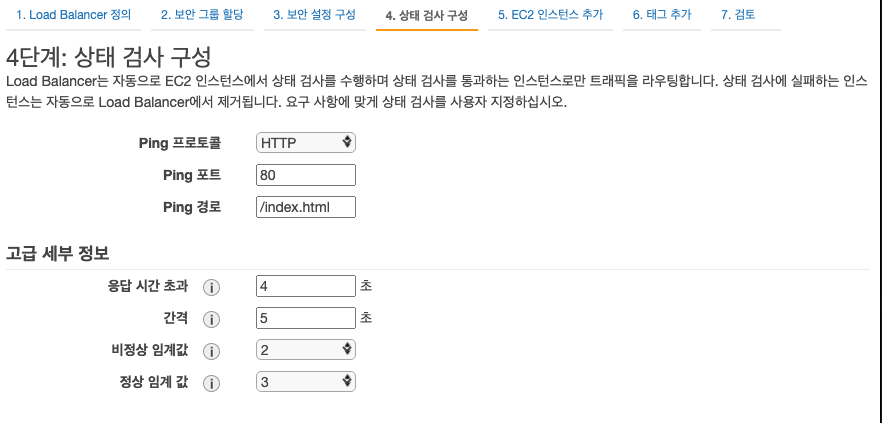 1. Load Balancer 정의 2. 보안 그룹 할당 3. 보안 설정 구성 4. 상태 검사 구성 5. EC2 인스턴스 추가 6. 태그 추가 7. 검토
4단계: 상태 검사 구성
Load Balancer는 자동으로 EC2 인스턴스에서 상태 검사를 수행하며 상태 검사를 통과하는 인스턴스로만 트래픽을 라우팅합니다. 상태 검사에 실패하는 인스
턴스는 자동으로 Load Balancer에서 제거됩니다. 요구 사항에 맞게 상태 검사를 사용자 지정하십시오.
Ping 프로토콜 HTTP
Ping 포트 80
Ping 경로 /index.html
고급 세부 정보
응답 시간 초과 i 4 초
간격 i 5 초
비정상 임계값 i 2
정상 임계 값 i 3